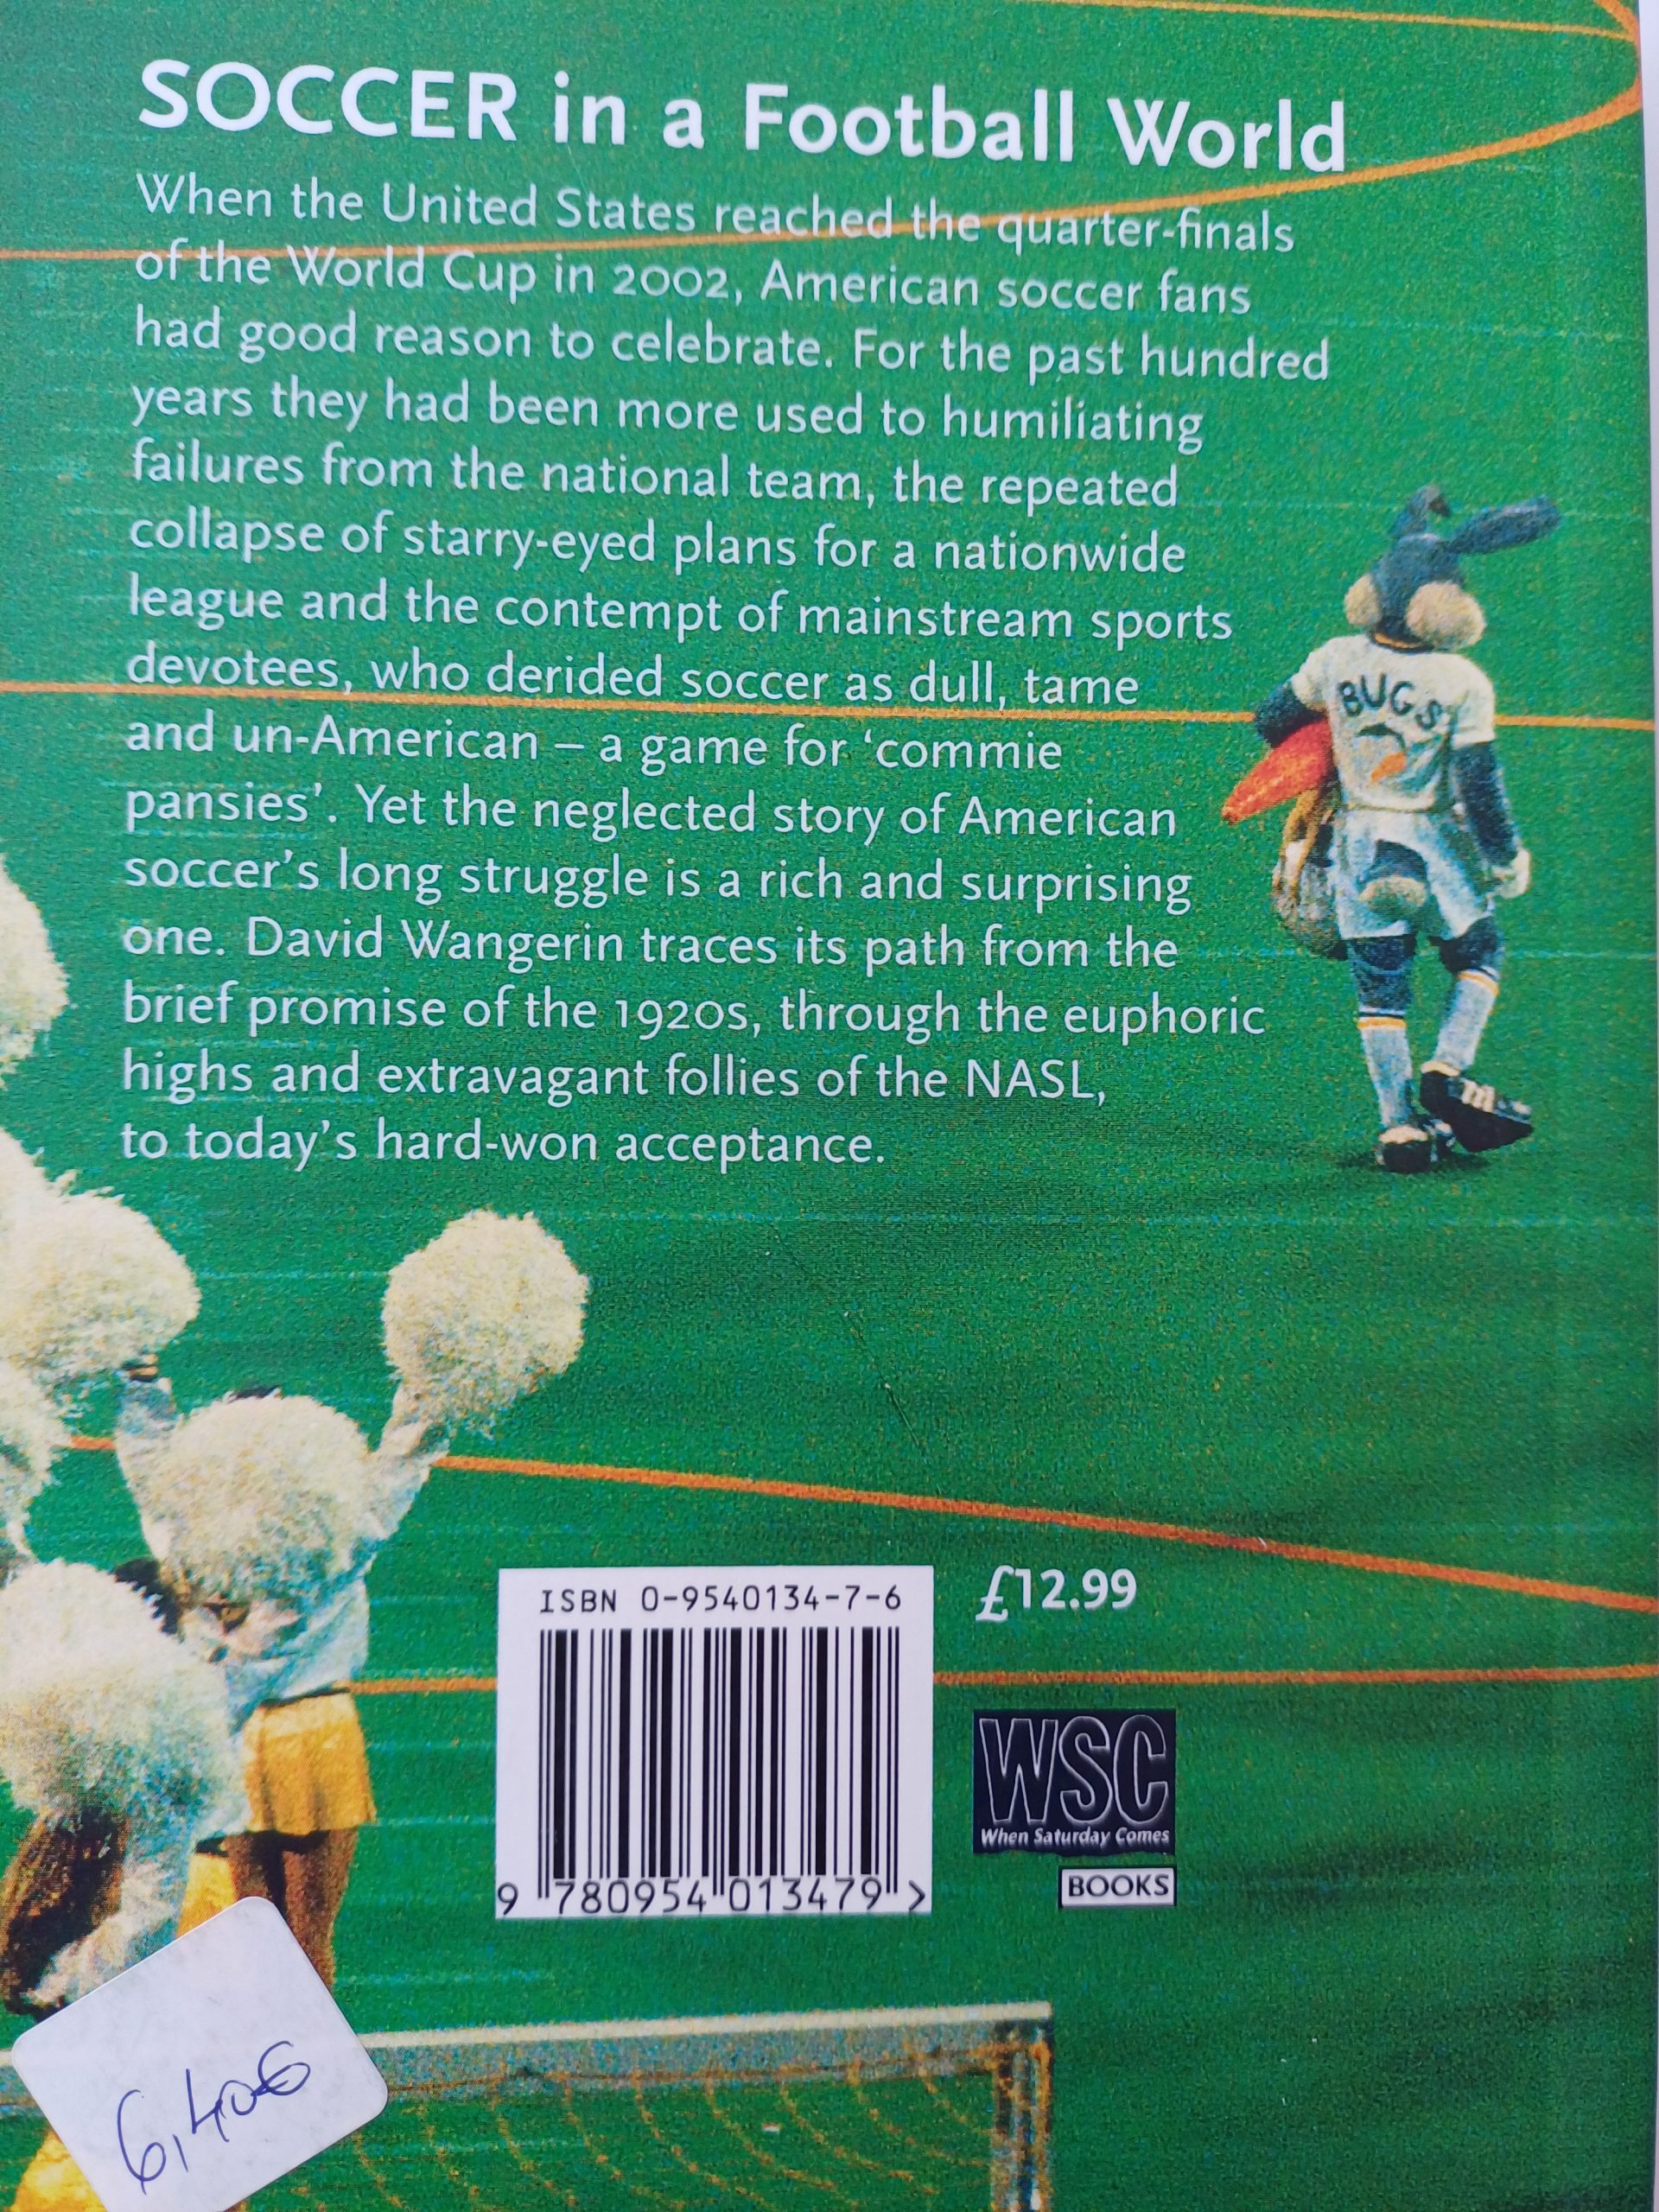 SOCCER in a Football World
When the United States reached the quarter-finals
of the World Cup in 2002, American soccer fans
had good reason to celebrate. For the past hundred
years they had been more used to humiliating
failures from the national team, the repeated
collapse of starry-eyed plans for a nationwide
league and the contempt of mainstream sports
devotees, who derided soccer as dull, tame
and un-American – a game for ‘commie
pansies’. Yet the neglected story of American
soccer’s long struggle is a rich and surprising
one. David Wangerin traces its path from the
brief promise of the 1920s, through the euphoric
highs and extravagant follies of the NASL,
to today’s hard-won acceptance.
BUGS
ISBN 0-9540134-7-6
£12.99
9 780954 013479 >
WSC
When Saturday Comes
BOOKS
6,40€